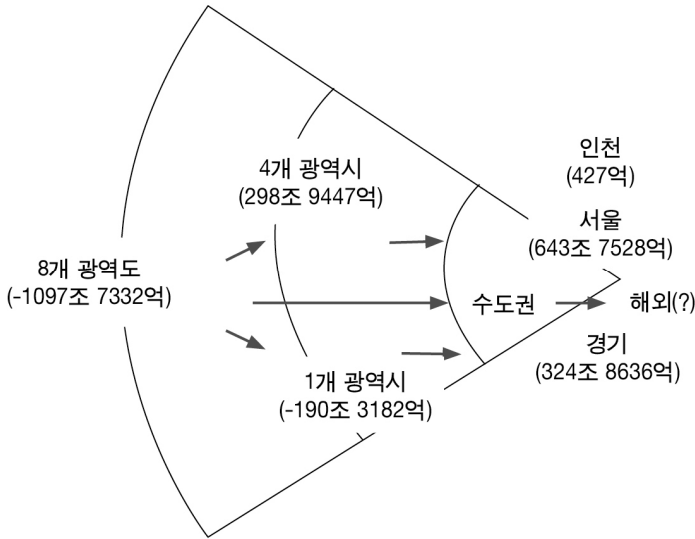 인천
(427억)
4개 광역시
(298조 9447억)
서울
(643조 7528억)
8개 광역도
(-1097조 7332억)
수도권
해외(?)
경기
(324조 8636억)
1개 광역시
(-190조 3182억)